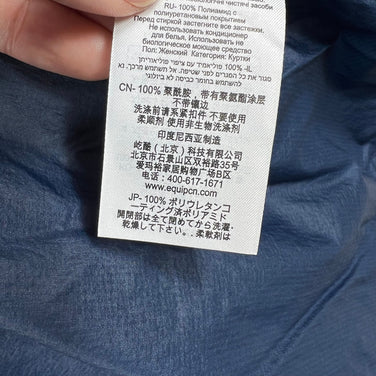 RU- 100% Полиамид с
полиуретановым покрытием
Перед стиркой застегните все застежки.
Не использовать кондиционер
для белья. Использовать не
биологическое моющее средство
Пол: Женский Категория: Куртки
CN- 100% 聚酰胺，带有聚氨酯涂层
不带镶边
洗涤前请系紧扣件 不要使用
柔顺剂 使用非生物洗涤剂
印度尼西亚制造
屹酷（北京）科技有限公司
北京市石景山区双裕路35号
爱玛裕家居购物广场B区
电话：400-617-1671
www.equipcn.com
JP- 100% ポリウレタンコ
ーティング済ポリアミド
開閉部は全て閉めてから洗濯・
乾燥して下さい。柔軟剤は